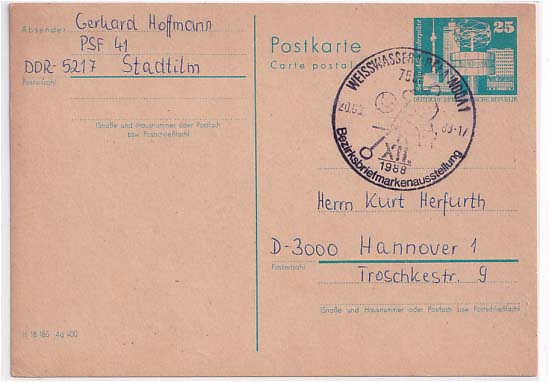 Absender: Gerhard Hoffmann
PSF 41
DDR-5217 Stadtilm
Postleitzahl
(Straße und Hausnummer oder Postfach
bzw. Postschließfach)
H 18 185 Ag 400
Postkarte
Carte postale
25
DEUTSCHE DEMOKRATISCHE REPUBLIK
WEISSWASSER
20.03.
XII.
1988
Bezirksbriefmarkenausstellung
Herrn Kurt Herfurth
D-3000 Hannover 1
Postleitzahl
Troschkestr. 9
(Straße und Hausnummer oder Postfach bzw. Postschließfach)